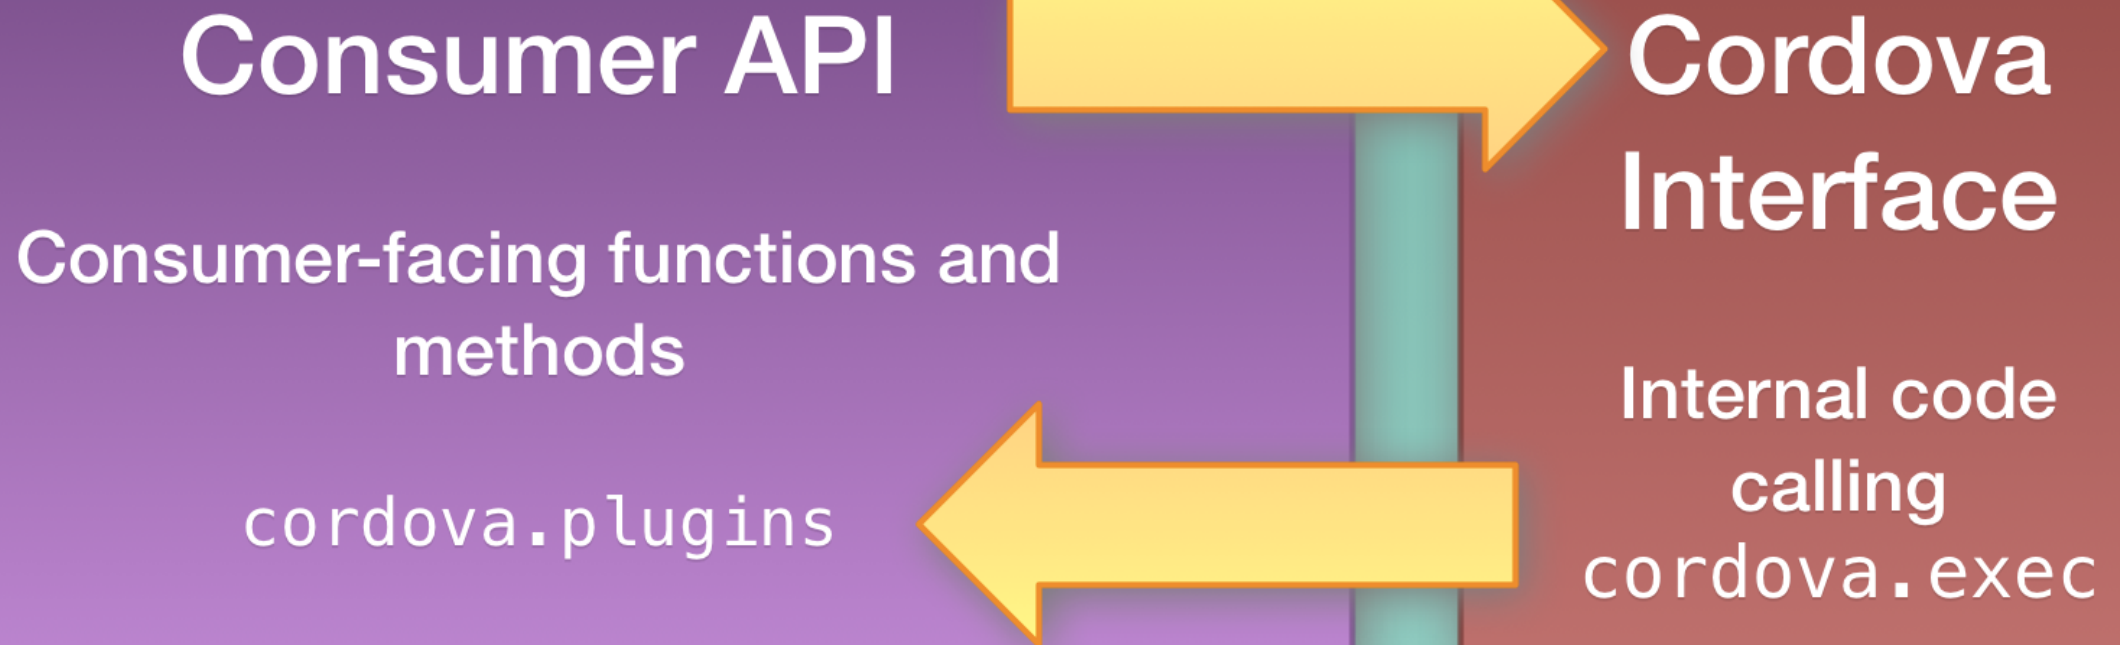 Consumer API
Consumer-facing functions and
methods
cordova.plugins
Cordova
Interface
Internal code
calling
cordova.exec